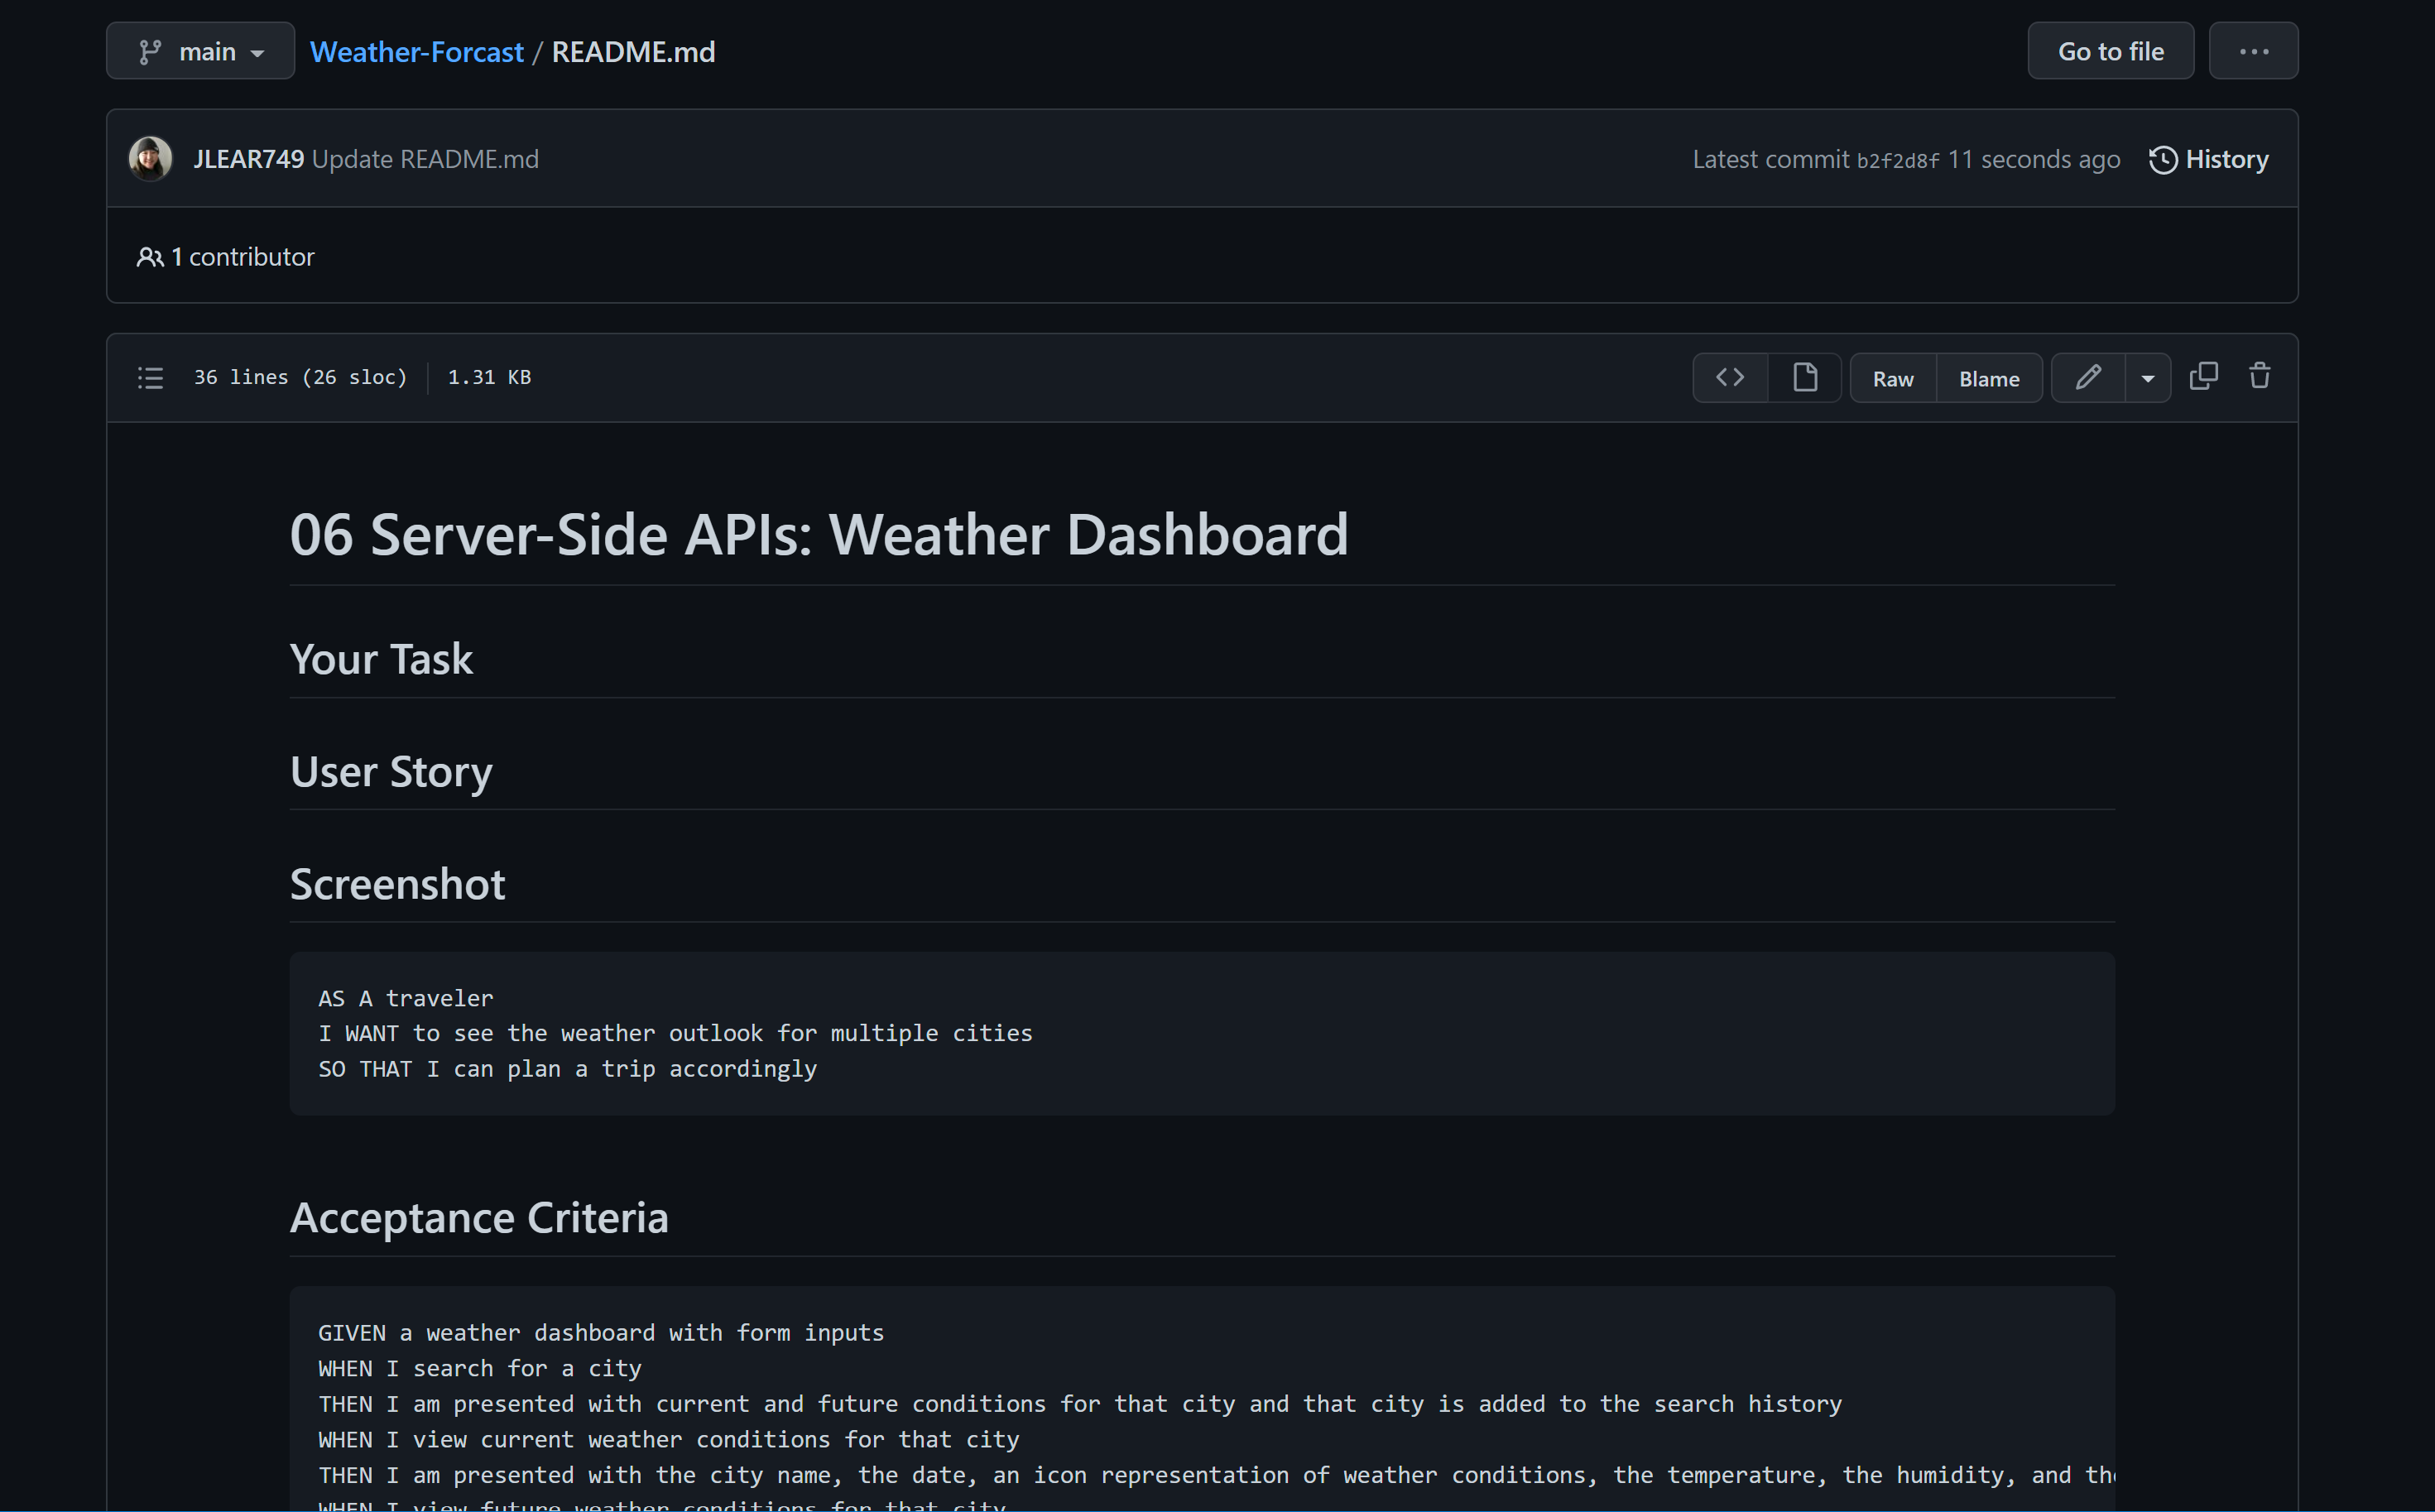 main
Weather-Forcast / README.md
Go to file
JLEAR749 Update README.md
Latest commit b2f2d8f 11 seconds ago
History
1 contributor
36 lines (26 sloc)
1.31 KB
Raw
Blame
06 Server-Side APIs: Weather Dashboard
Your Task
User Story
Screenshot
AS A traveler
I WANT to see the weather outlook for multiple cities
SO THAT I can plan a trip accordingly
Acceptance Criteria
GIVEN a weather dashboard with form inputs
WHEN I search for a city
THEN I am presented with current and future conditions for that city and that city is added to the search history
WHEN I view current weather conditions for that city
THEN I am presented with the city name, the date, an icon representation of weather conditions, the temperature, the humidity, and
WHEN I view future weather conditions for that city